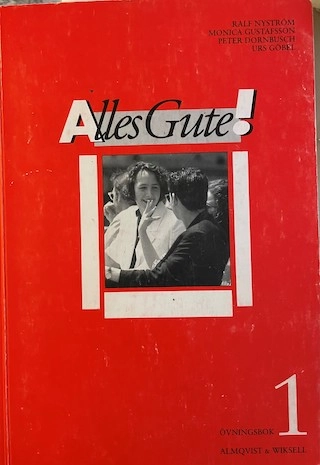 RALF NYSTRÖM
MONICA GUSTAFSSON
PETER DORNBUSCH
URS GÖBEL
Alles Gute!
ÖVNINGSBOK 1
ALMQVIST & WIKSELL